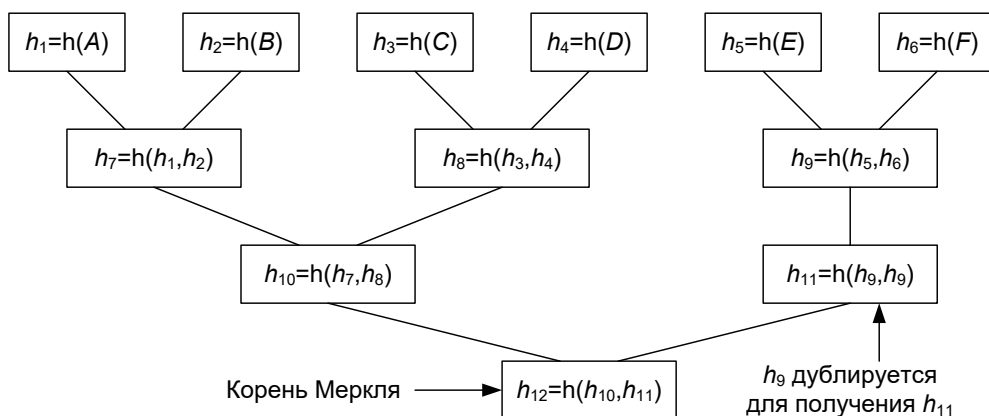 h₁=h(A) h₂=h(B) h₃=h(C) h₄=h(D) h₅=h(E) h₆=h(F)
h₇=h(h₁,h₂) h₈=h(h₃,h₄) h₉=h(h₅,h₆)
h₁₀=h(h₇,h₈) h₁₁=h(h₉,h₉)
Корень Меркля h₁₂=h(h₁₀,h₁₁)
h₉ дублируется
для получения h₁₁